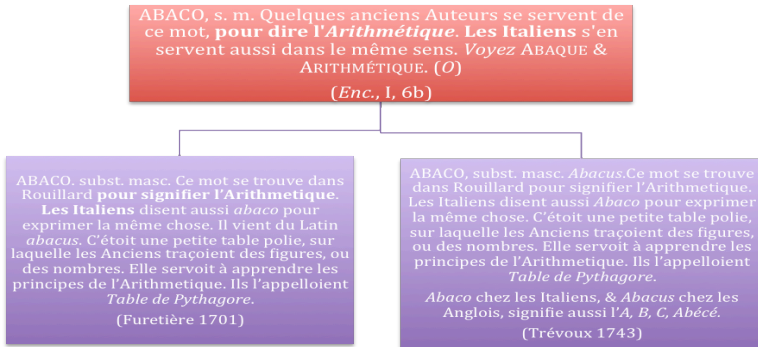 ABACO, s. m. Quelques anciens Auteurs se servent de
ce mot, pour dire l'Arithmétique. Les Italiens s'en
servent aussi dans le même sens. Voyez ABAQUE &
ARITHMÉTIQUE. (O)
(Enc., I, 6b)
ABACO. subst. masc. Ce mot se trouve dans
Rouillard pour signifier l'Arithmetique.
Les Italiens disent aussi abaco pour
exprimer la même chose. Il vient du Latin
abacus. C'étoit une petite table polie, sur
laquelle les Anciens traçoient des figures, ou
des nombres. Elle servoit à apprendre les
principes de l'Arithmetique. Ils l'appelloient
Table de Pythagore.
(Furetière 1701)
ABACO, subst. masc. Abacus.Ce mot se trouve
dans Rouillard pour signifier l'Arithmetique.
Les Italiens disent aussi Abaco pour exprimer
la même chose. C'étoit une petite table polie,
sur laquelle les Anciens traçoient des figures,
ou des nombres. Elle servoit à apprendre les
principes de l'Arithmetique. Ils l'appelloient
Table de Pythagore.
Abaco chez les Italiens, & Abacus chez les
Anglois, signifie aussi l'A, B, C, Abécé.
(Trévoux 1743)